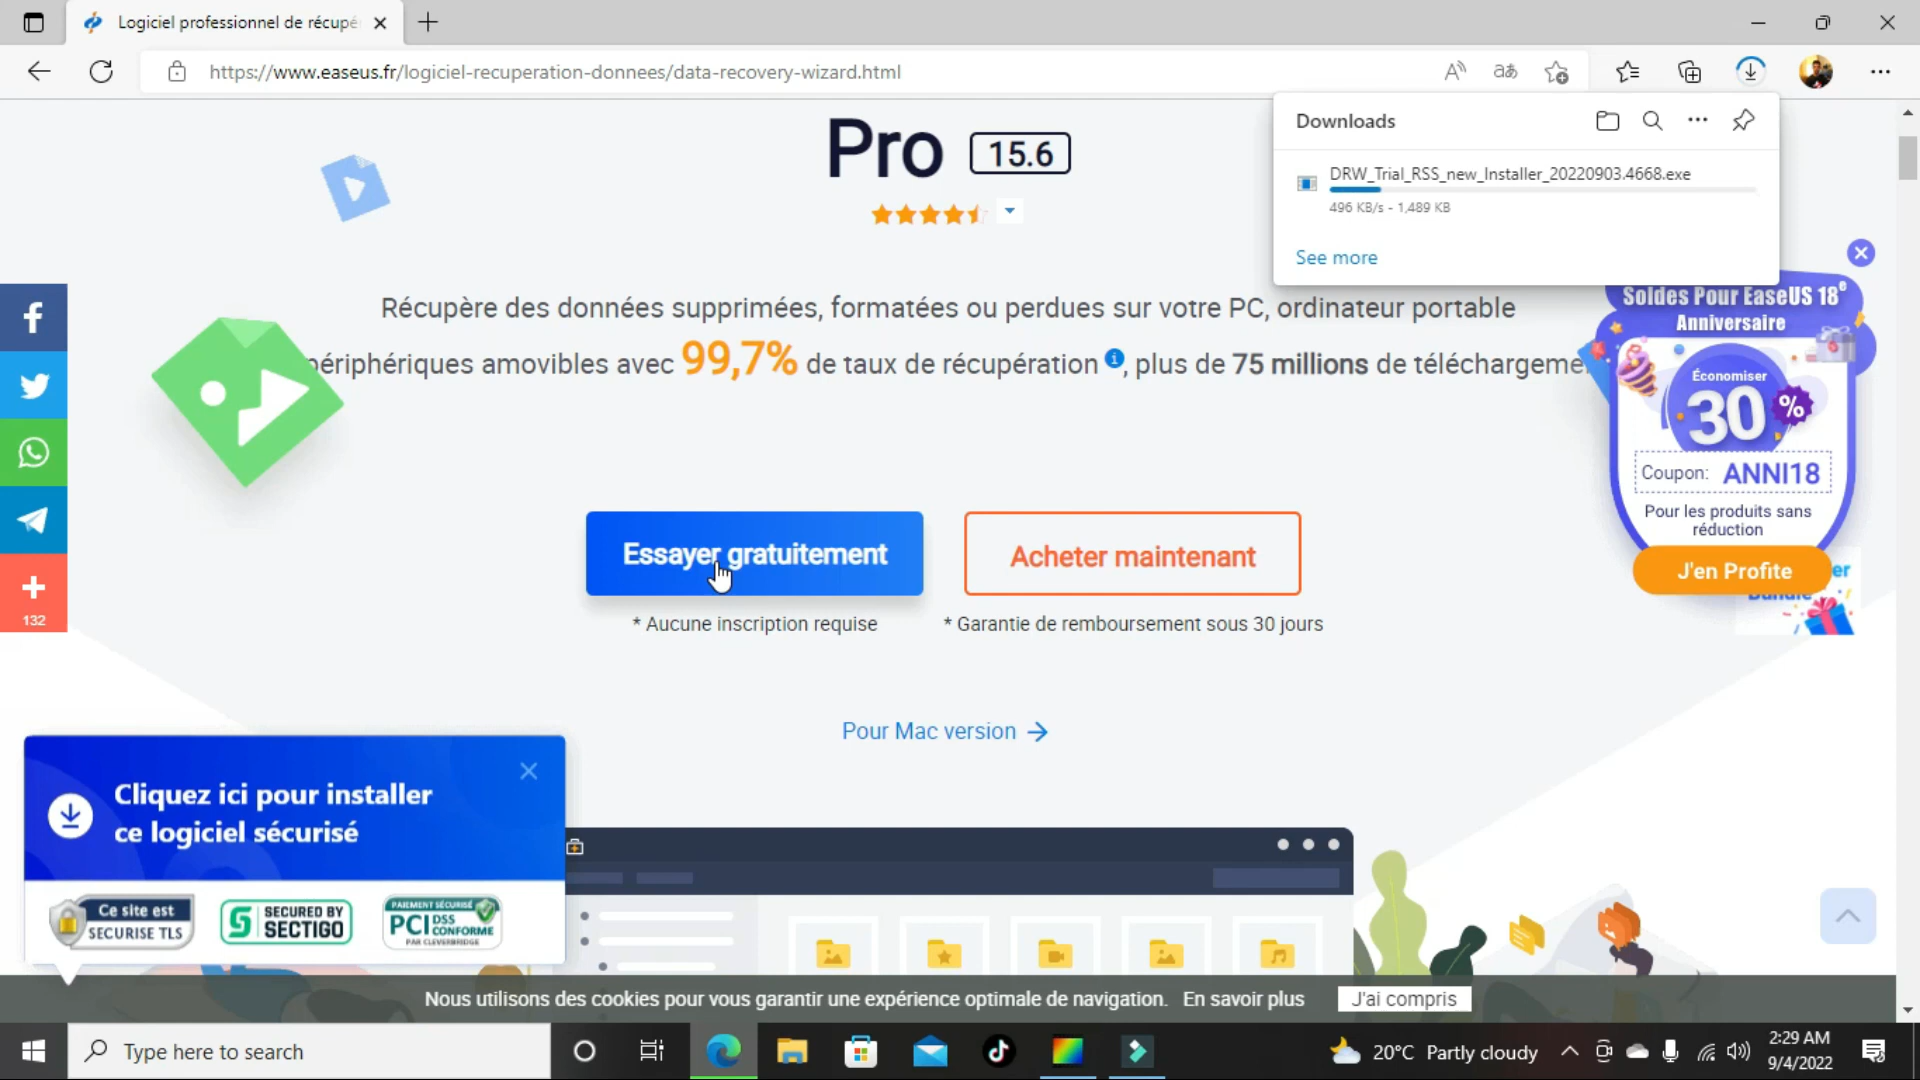 Logiciel professionnel de récupé
https://www.easeus.fr/logiciel-recuperation-donnees/data-recovery-wizard.html
Downloads
DRW_Trial_RSS_new_Installer_20220903.4668.exe
496 KB/s - 1,489 KB
See more
Pro 15.6
Récupère des données supprimées, formatées ou perdues sur votre PC, ordinateur portable
périphériques amovibles avec 99,7% de taux de récupération, plus de 75 millions de téléchargeme
Soldes Pour EaseUS 18e
Anniversaire
Économiser
30 %
Coupon: ANNI18
Pour les produits sans
réduction
J'en Profite
er
132
Essayer gratuitement
Acheter maintenant
* Aucune inscription requise
* Garantie de remboursement sous 30 jours
Pour Mac version
Cliquez ici pour installer
ce logiciel sécurisé
Ce site est
SECURISE TLS
SECURED BY
SECTIGO
PAIEMENT SÉCURISÉ
PCI DSS
CONFORME
PAR CLEVERBRIDGE
Nous utilisons des cookies pour vous garantir une expérience optimale de navigation. En savoir plus
J'ai compris
Type here to search
20°C Partly cloudy
2:29 AM
9/4/2022